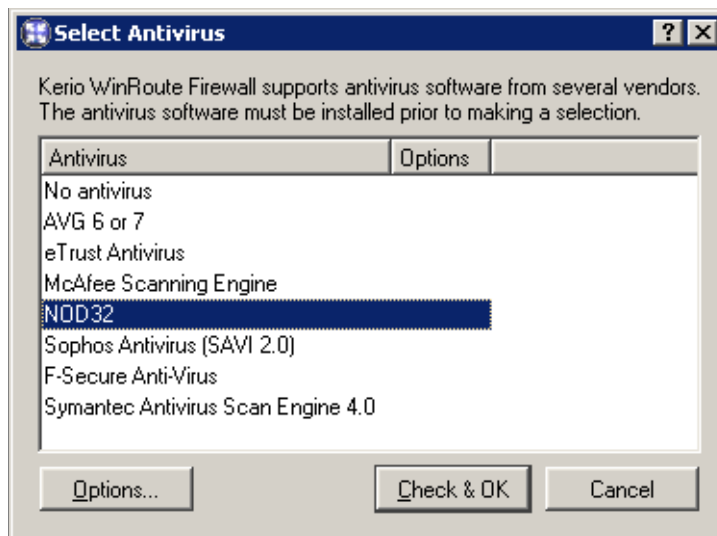 Select Antivirus
Kerio WinRoute Firewall supports antivirus software from several vendors.
The antivirus software must be installed prior to making a selection.
Antivirus Options
No antivirus
AVG 6 or 7
eTrust Antivirus
McAfee Scanning Engine
NOD32
Sophos Antivirus (SAVI 2.0)
F-Secure Anti-Virus
Symantec Antivirus Scan Engine 4.0
Options... Check & OK Cancel